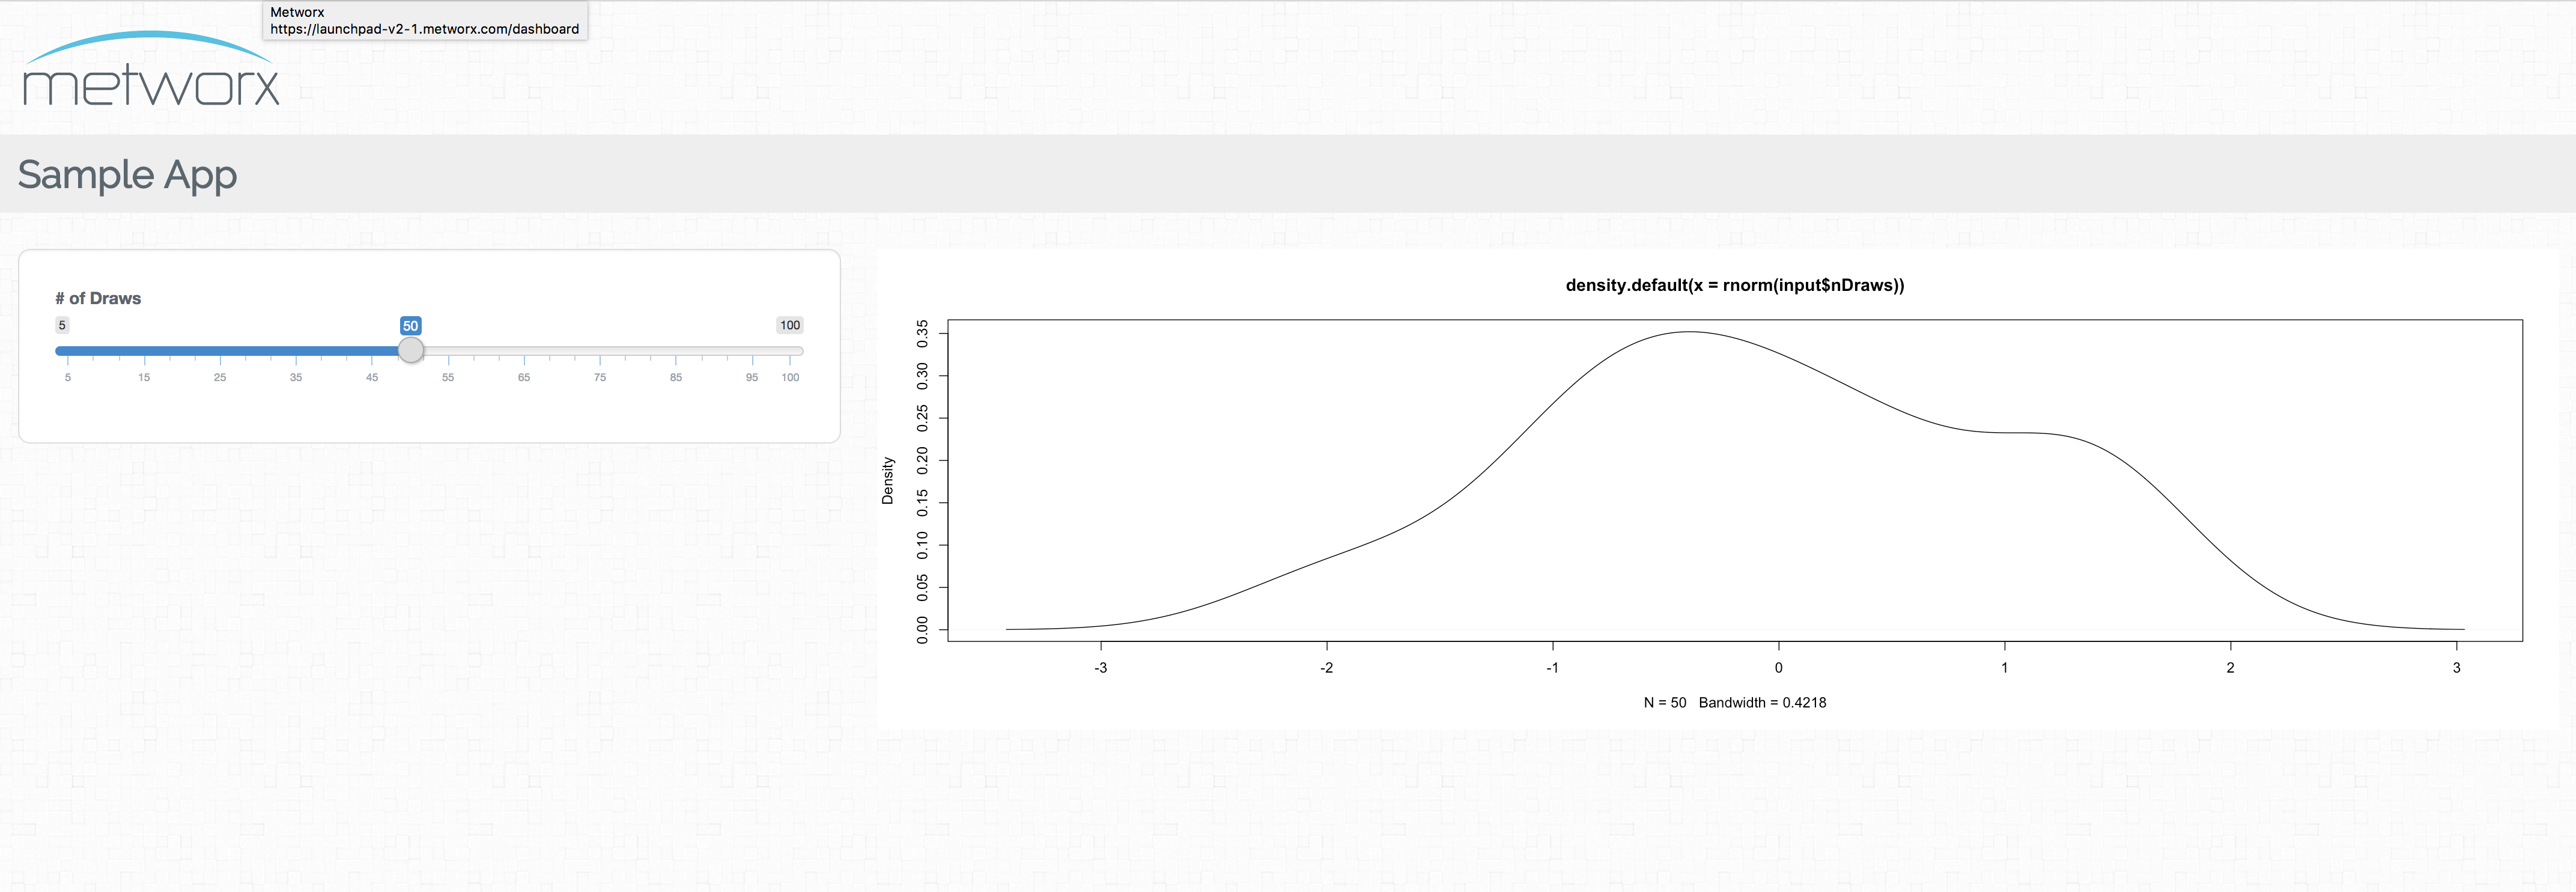 Metworx
https://launchpad-v2-1.metworx.com/dashboard
metworx
Sample App
# of Draws
5 50 100
5 15 25 35 45 55 65 75 85 95 100
density.default(x = rnorm(input$nDraws))
Density
0.35
0.30
0.25
0.20
0.15
0.10
0.05
0.00
-3 -2 -1 0 1 2 3
N = 50 Bandwidth = 0.4218